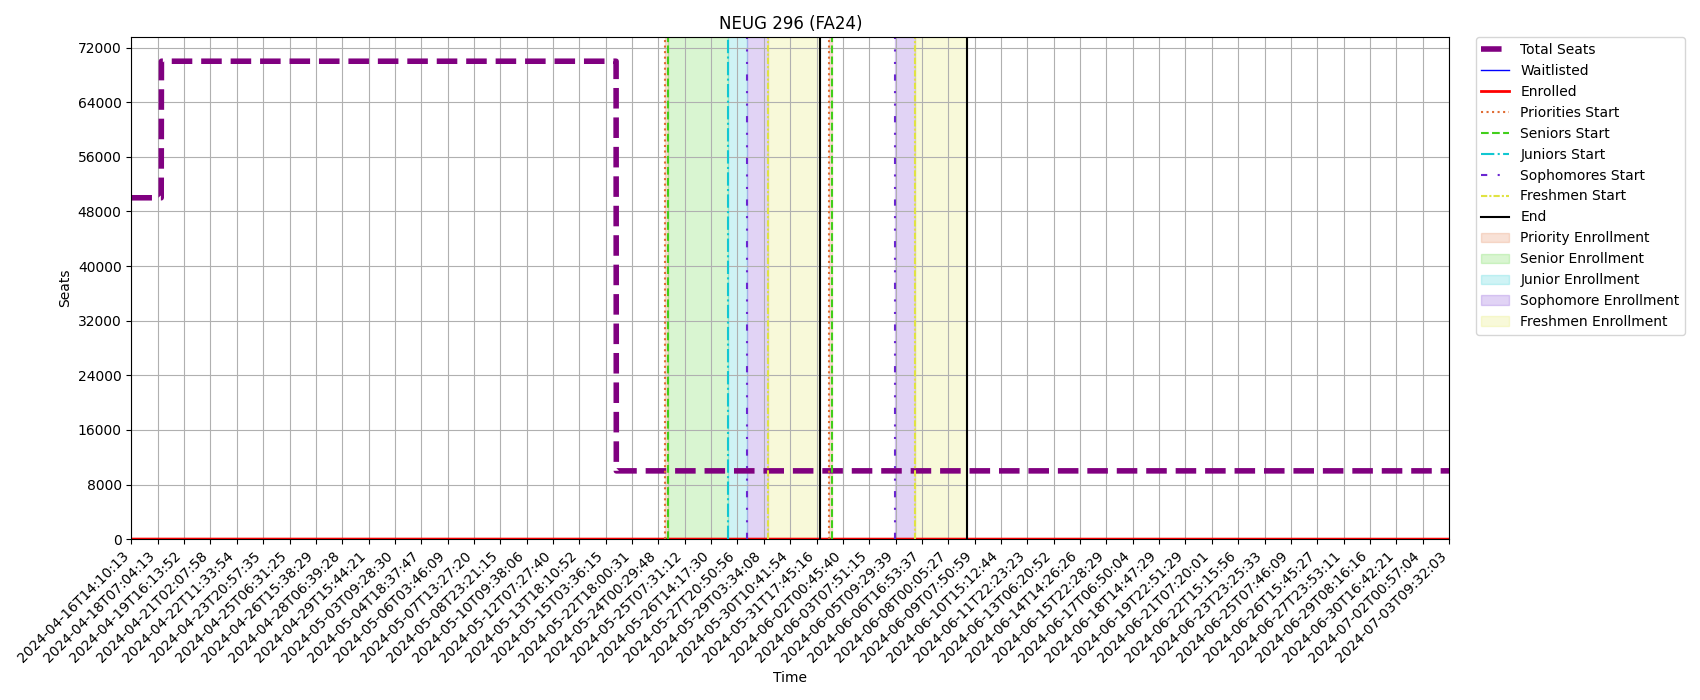 NEUG 296 (FA24)
72000
64000
56000
48000
40000
32000
24000
16000
8000
0
Seats
2024-04-16T14:10:13
2024-04-18T07:04:13
2024-04-19T16:13:52
2024-04-21T02:07:58
2024-04-22T11:33:54
2024-04-23T20:57:35
2024-04-25T06:31:25
2024-04-26T15:38:29
2024-04-28T06:39:28
2024-04-29T15:44:21
2024-05-03T09:28:30
2024-05-04T18:37:47
2024-05-06T03:46:09
2024-05-07T13:27:20
2024-05-08T23:21:15
2024-05-10T09:38:06
2024-05-12T07:27:40
2024-05-13T18:10:52
2024-05-15T03:36:15
2024-05-22T18:00:31
2024-05-24T00:29:48
2024-05-25T07:31:12
2024-05-26T14:17:30
2024-05-27T20:50:56
2024-05-29T03:34:08
2024-05-30T10:41:54
2024-05-31T17:45:16
2024-06-02T00:45:40
2024-06-03T07:51:15
2024-06-05T09:29:39
2024-06-06T16:53:37
2024-06-08T00:05:27
2024-06-09T07:50:59
2024-06-10T15:12:44
2024-06-11T22:23:23
2024-06-13T06:20:52
2024-06-14T14:26:26
2024-06-15T22:28:29
2024-06-17T06:50:04
2024-06-18T14:47:29
2024-06-19T22:51:29
2024-06-21T07:20:01
2024-06-22T15:15:56
2024-06-23T23:25:33
2024-06-25T07:46:09
2024-06-26T15:45:27
2024-06-27T23:53:11
2024-06-29T08:16:16
2024-06-30T16:42:21
2024-07-02T00:57:04
2024-07-03T09:32:03
Time
Total Seats
Waitlisted
Enrolled
Priorities Start
Seniors Start
Juniors Start
Sophomores Start
Freshmen Start
End
Priority Enrollment
Senior Enrollment
Junior Enrollment
Sophomore Enrollment
Freshmen Enrollment